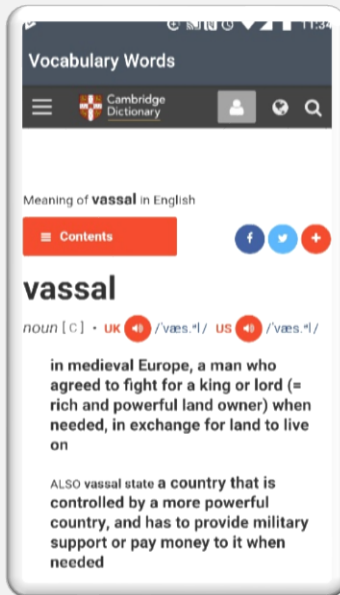 11:34
Vocabulary Words
Cambridge
Dictionary
Meaning of vassal in English
Contents
vassal
noun [ C ] • UK /ˈvæs.əl/ US /ˈvæs.əl/
in medieval Europe, a man who
agreed to fight for a king or lord (=
rich and powerful land owner) when
needed, in exchange for land to live
on
ALSO vassal state a country that is
controlled by a more powerful
country, and has to provide military
support or pay money to it when
needed